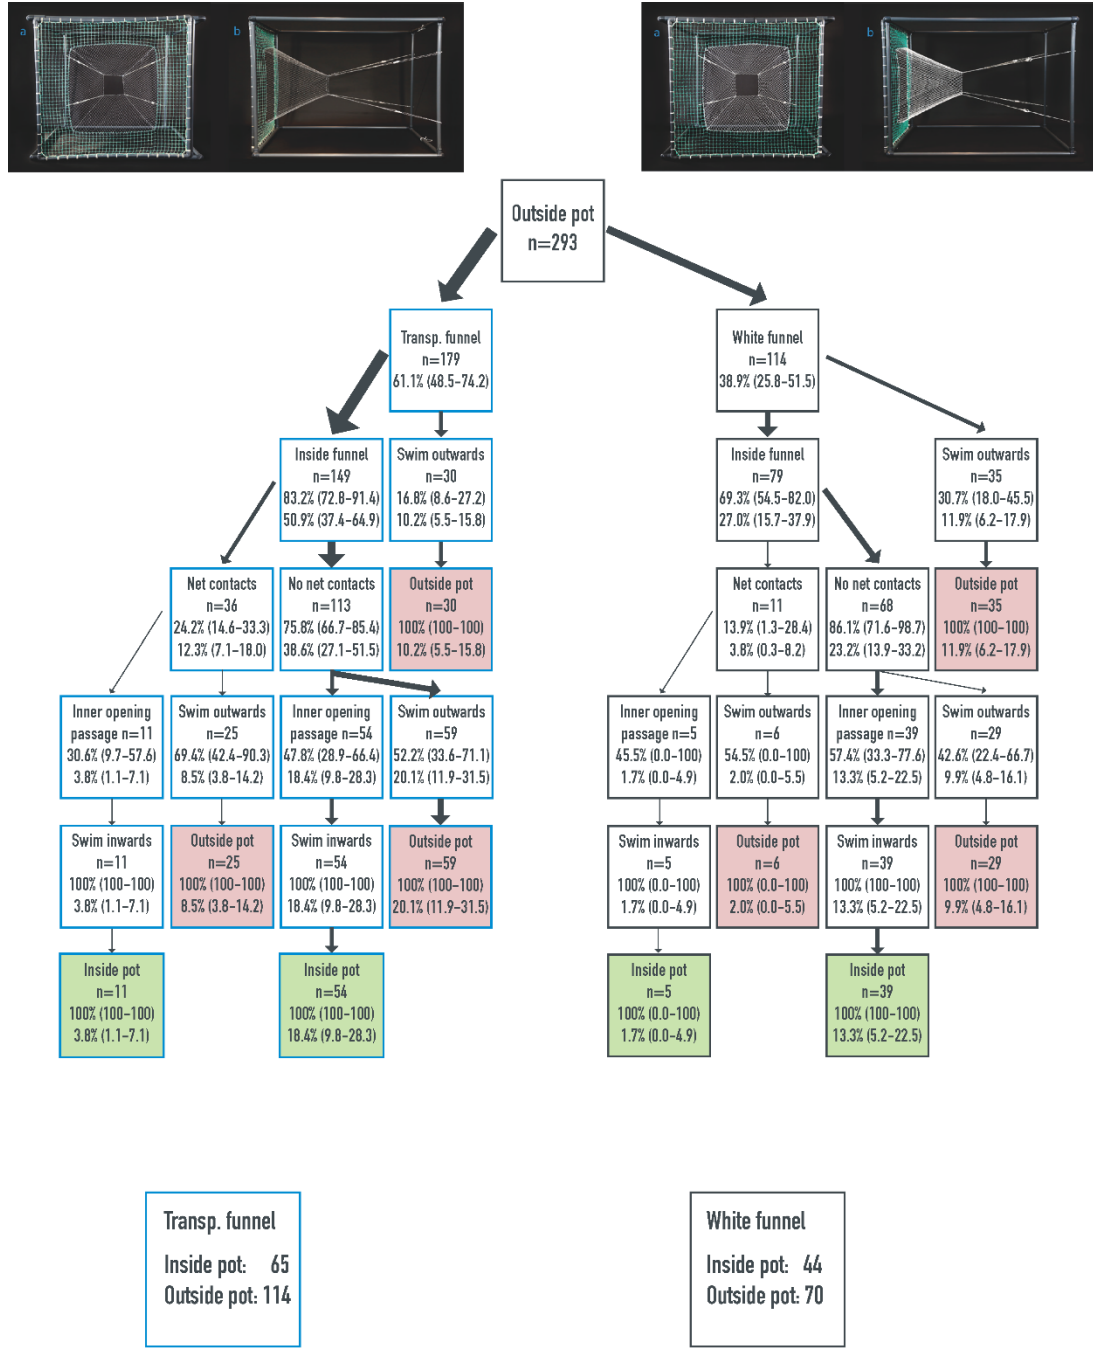 a
b
a
b
Outside pot
n=293
Transp. funnel
n=179
61.1% (48.5–74.2)
White funnel
n=114
38.9% (25.8–51.5)
Inside funnel
n=149
83.2% (72.8–91.4)
50.9% (37.4–64.9)
Swim outwards
n=30
16.8% (8.6–27.2)
10.2% (5.5–15.8)
Inside funnel
n=79
69.3% (54.5–82.0)
27.0% (15.7–37.9)
Swim outwards
n=35
30.7% (18.0–45.5)
11.9% (6.2–17.9)
Net contacts
n=36
24.2% (14.6–33.3)
12.3% (7.1–18.0)
No net contacts
n=113
75.8% (66.7–85.4)
38.6% (27.1–51.5)
Outside pot
n=30
100% (100–100)
10.2% (5.5–15.8)
Net contacts
n=11
13.9% (1.3–28.4)
3.8% (0.3–8.2)
No net contacts
n=68
86.1% (71.6–98.7)
23.2% (13.9–33.2)
Outside pot
n=35
100% (100–100)
11.9% (6.2–17.9)
Inner opening
passage n=11
30.6% (9.7–57.6)
3.8% (1.1–7.1)
Swim outwards
n=25
69.4% (42.4–90.3)
8.5% (3.8–14.2)
Inner opening
passage n=54
47.8% (28.9–66.4)
18.4% (9.8–28.3)
Swim outwards
n=59
52.2% (33.6–71.1)
20.1% (11.9–31.5)
Inner opening
passage n=5
45.5% (0.0–100)
1.7% (0.0–4.9)
Swim outwards
n=6
54.5% (0.0–100)
2.0% (0.0–5.5)
Inner opening
passage n=39
57.4% (33.3–77.6)
13.3% (5.2–22.5)
Swim outwards
n=29
42.6% (22.4–66.7)
9.9% (4.8–16.1)
Swim inwards
n=11
100% (100–100)
3.8% (1.1–7.1)
Outside pot
n=25
100% (100–100)
8.5% (3.8–14.2)
Swim inwards
n=54
100% (100–100)
18.4% (9.8–28.3)
Outside pot
n=59
100% (100–100)
20.1% (11.9–31.5)
Swim inwards
n=5
100% (0.0–100)
1.7% (0.0–4.9)
Outside pot
n=6
100% (0.0–100)
2.0% (0.0–5.5)
Swim inwards
n=39
100% (100–100)
13.3% (5.2–22.5)
Outside pot
n=29
100% (100–100)
9.9% (4.8–16.1)
Inside pot
n=11
100% (100–100)
3.8% (1.1–7.1)
Inside pot
n=54
100% (100–100)
18.4% (9.8–28.3)
Inside pot
n=5
100% (0.0–100)
1.7% (0.0–4.9)
Inside pot
n=39
100% (100–100)
13.3% (5.2–22.5)
Transp. funnel
Inside pot: 65
Outside pot: 114
White funnel
Inside pot: 44
Outside pot: 70